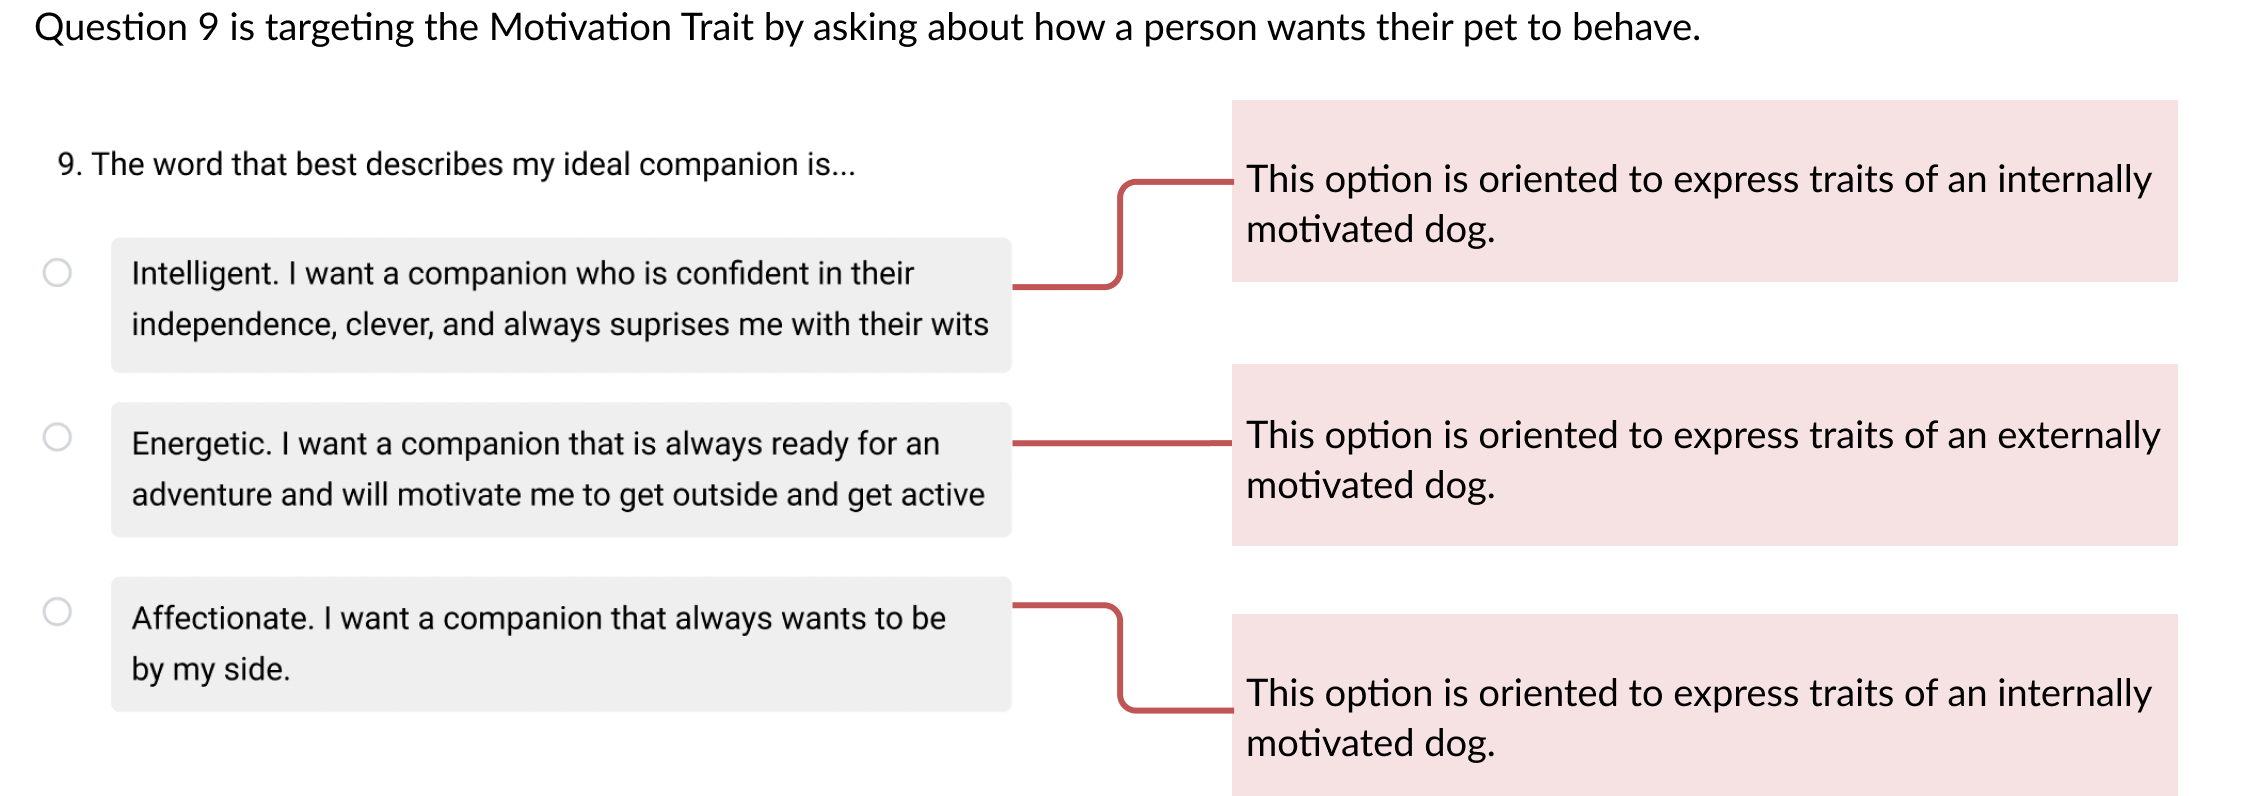 Question 9 is targeting the Motivation Trait by asking about how a person wants their pet to behave.
9. The word that best describes my ideal companion is...
Intelligent. I want a companion who is confident in their
independence, clever, and always suprises me with their wits
This option is oriented to express traits of an internally
motivated dog.
Energetic. I want a companion that is always ready for an
adventure and will motivate me to get outside and get active
This option is oriented to express traits of an externally
motivated dog.
Affectionate. I want a companion that always wants to be
by my side.
This option is oriented to express traits of an internally
motivated dog.